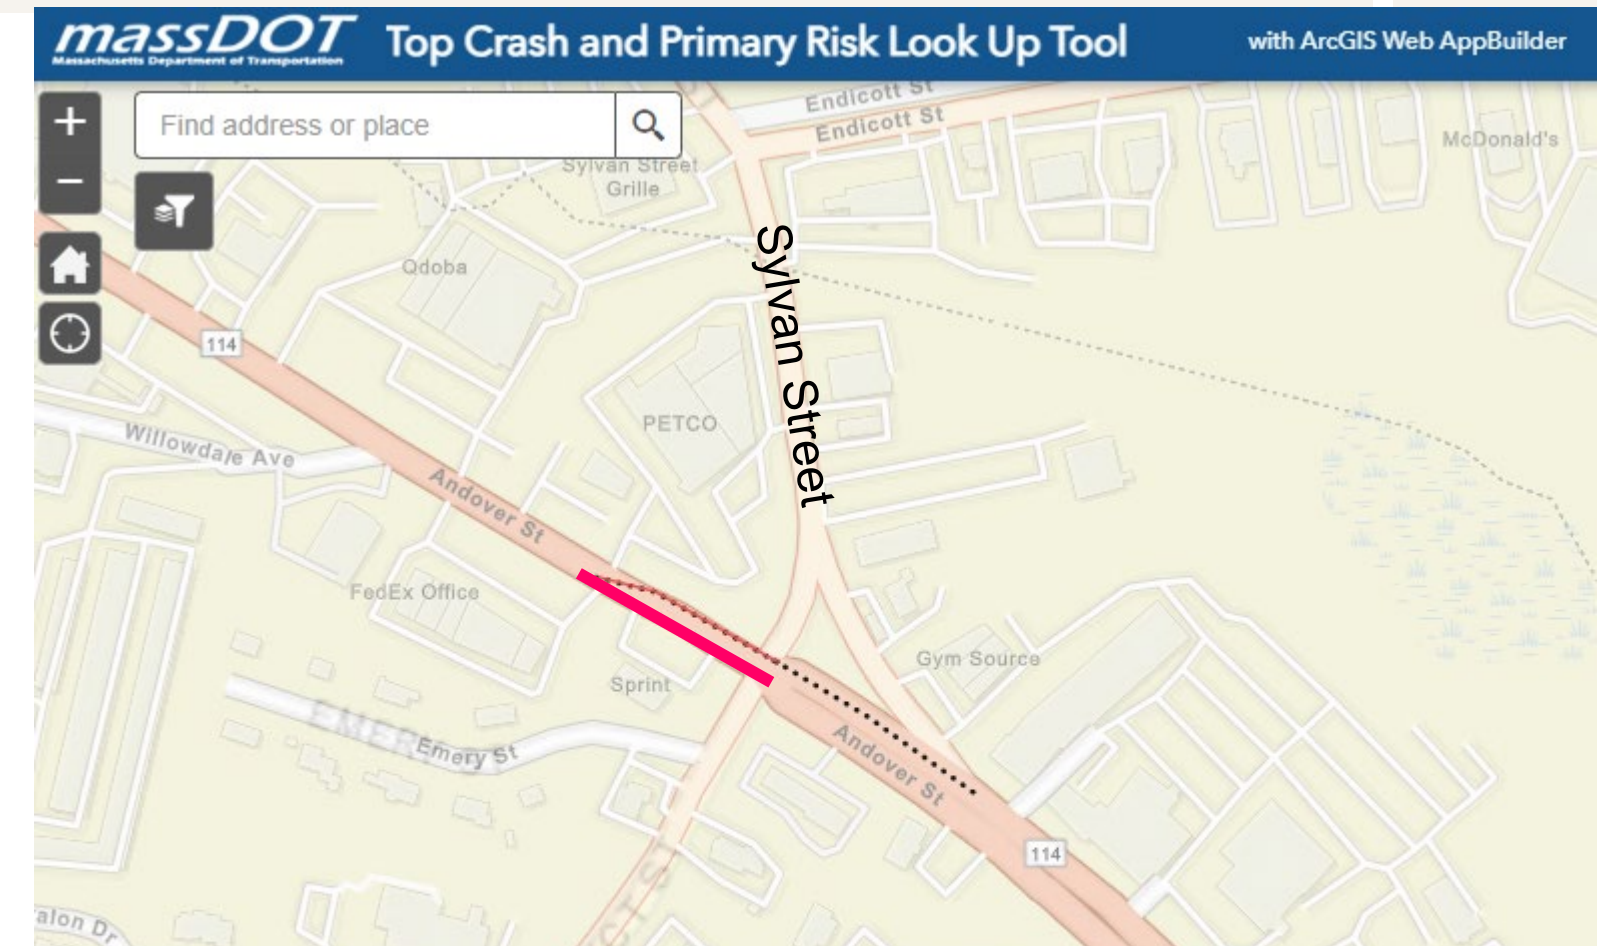 massDOT
Massachusetts Department of Transportation
Top Crash and Primary Risk Look Up Tool
with ArcGIS Web AppBuilder
+
Find address or place
−
Endicott St
Endicott St
McDonald's
Sylvan Street
Grille
Sylvan Street
Qdoba
114
PETCO
Willowdale Ave
Andover St
FedEx Office
Gym Source
Sprint
Emery St
Andover St
114